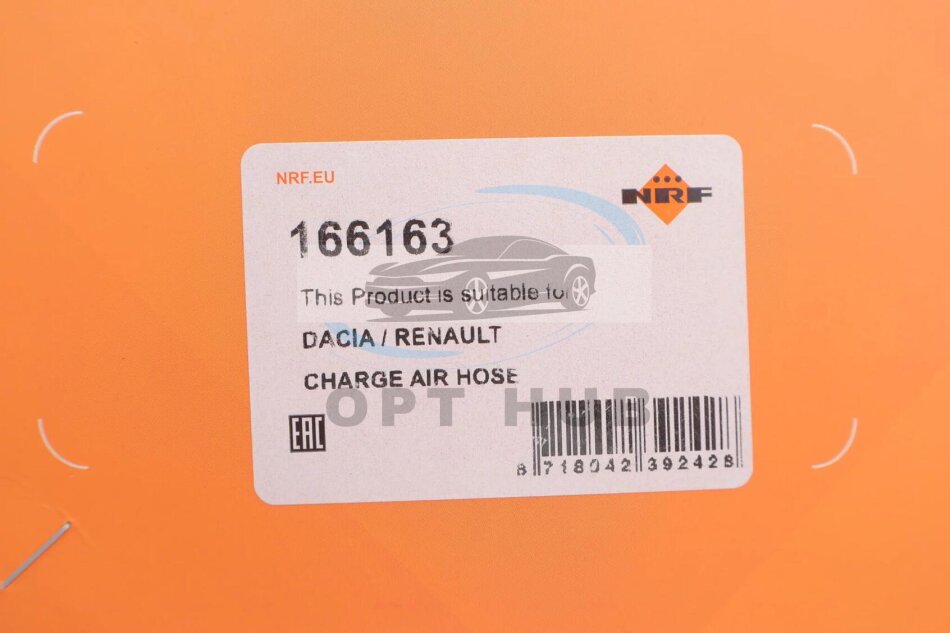 NRF.EU
NRF
166163
This Product is suitable for
DACIA / RENAULT
CHARGE AIR HOSE
OPT HUB
EAC
8 718042 392428